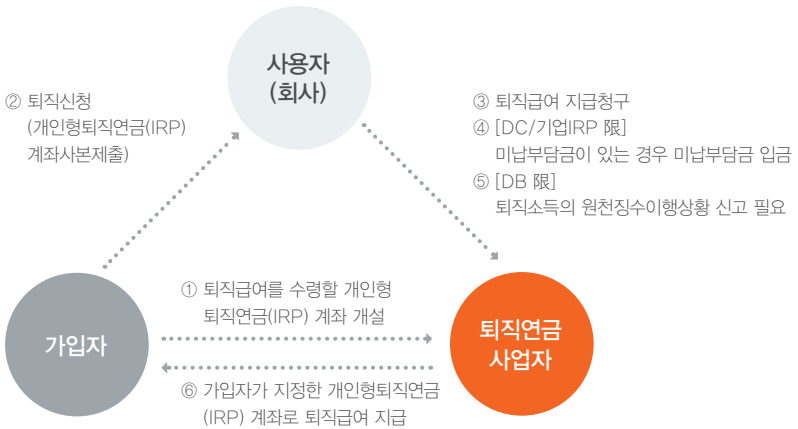 사용자
(회사)
② 퇴직신청
(개인형퇴직연금(IRP)
계좌사본제출)
③ 퇴직급여 지급청구
④ [DC/기업IRP 限]
미납부담금이 있는 경우 미납부담금 입금
⑤ [DB 限]
퇴직소득의 원천징수이행상황 신고 필요
① 퇴직급여를 수령할 개인형
퇴직연금(IRP) 계좌 개설
가입자
퇴직연금
사업자
⑥ 가입자가 지정한 개인형퇴직연금
(IRP) 계좌로 퇴직급여 지급